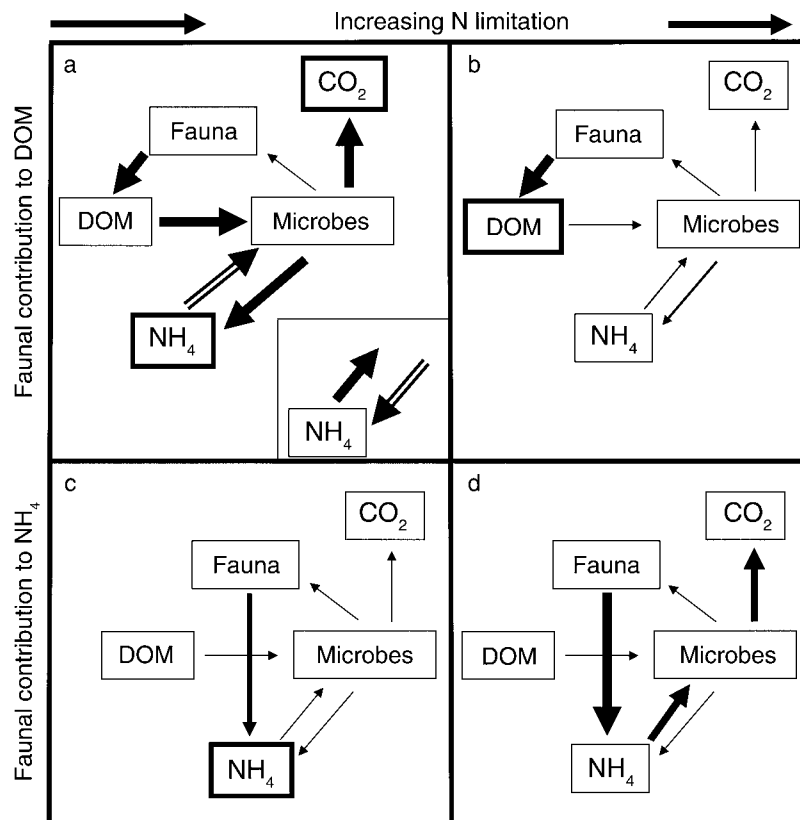 Increasing N limitation
Faunal contribution to DOM
a
CO₂
Fauna
DOM
Microbes
NH₄
NH₄
b
CO₂
Fauna
DOM
Microbes
NH₄
Faunal contribution to NH₄
c
CO₂
Fauna
DOM
Microbes
NH₄
d
CO₂
Fauna
DOM
Microbes
NH₄